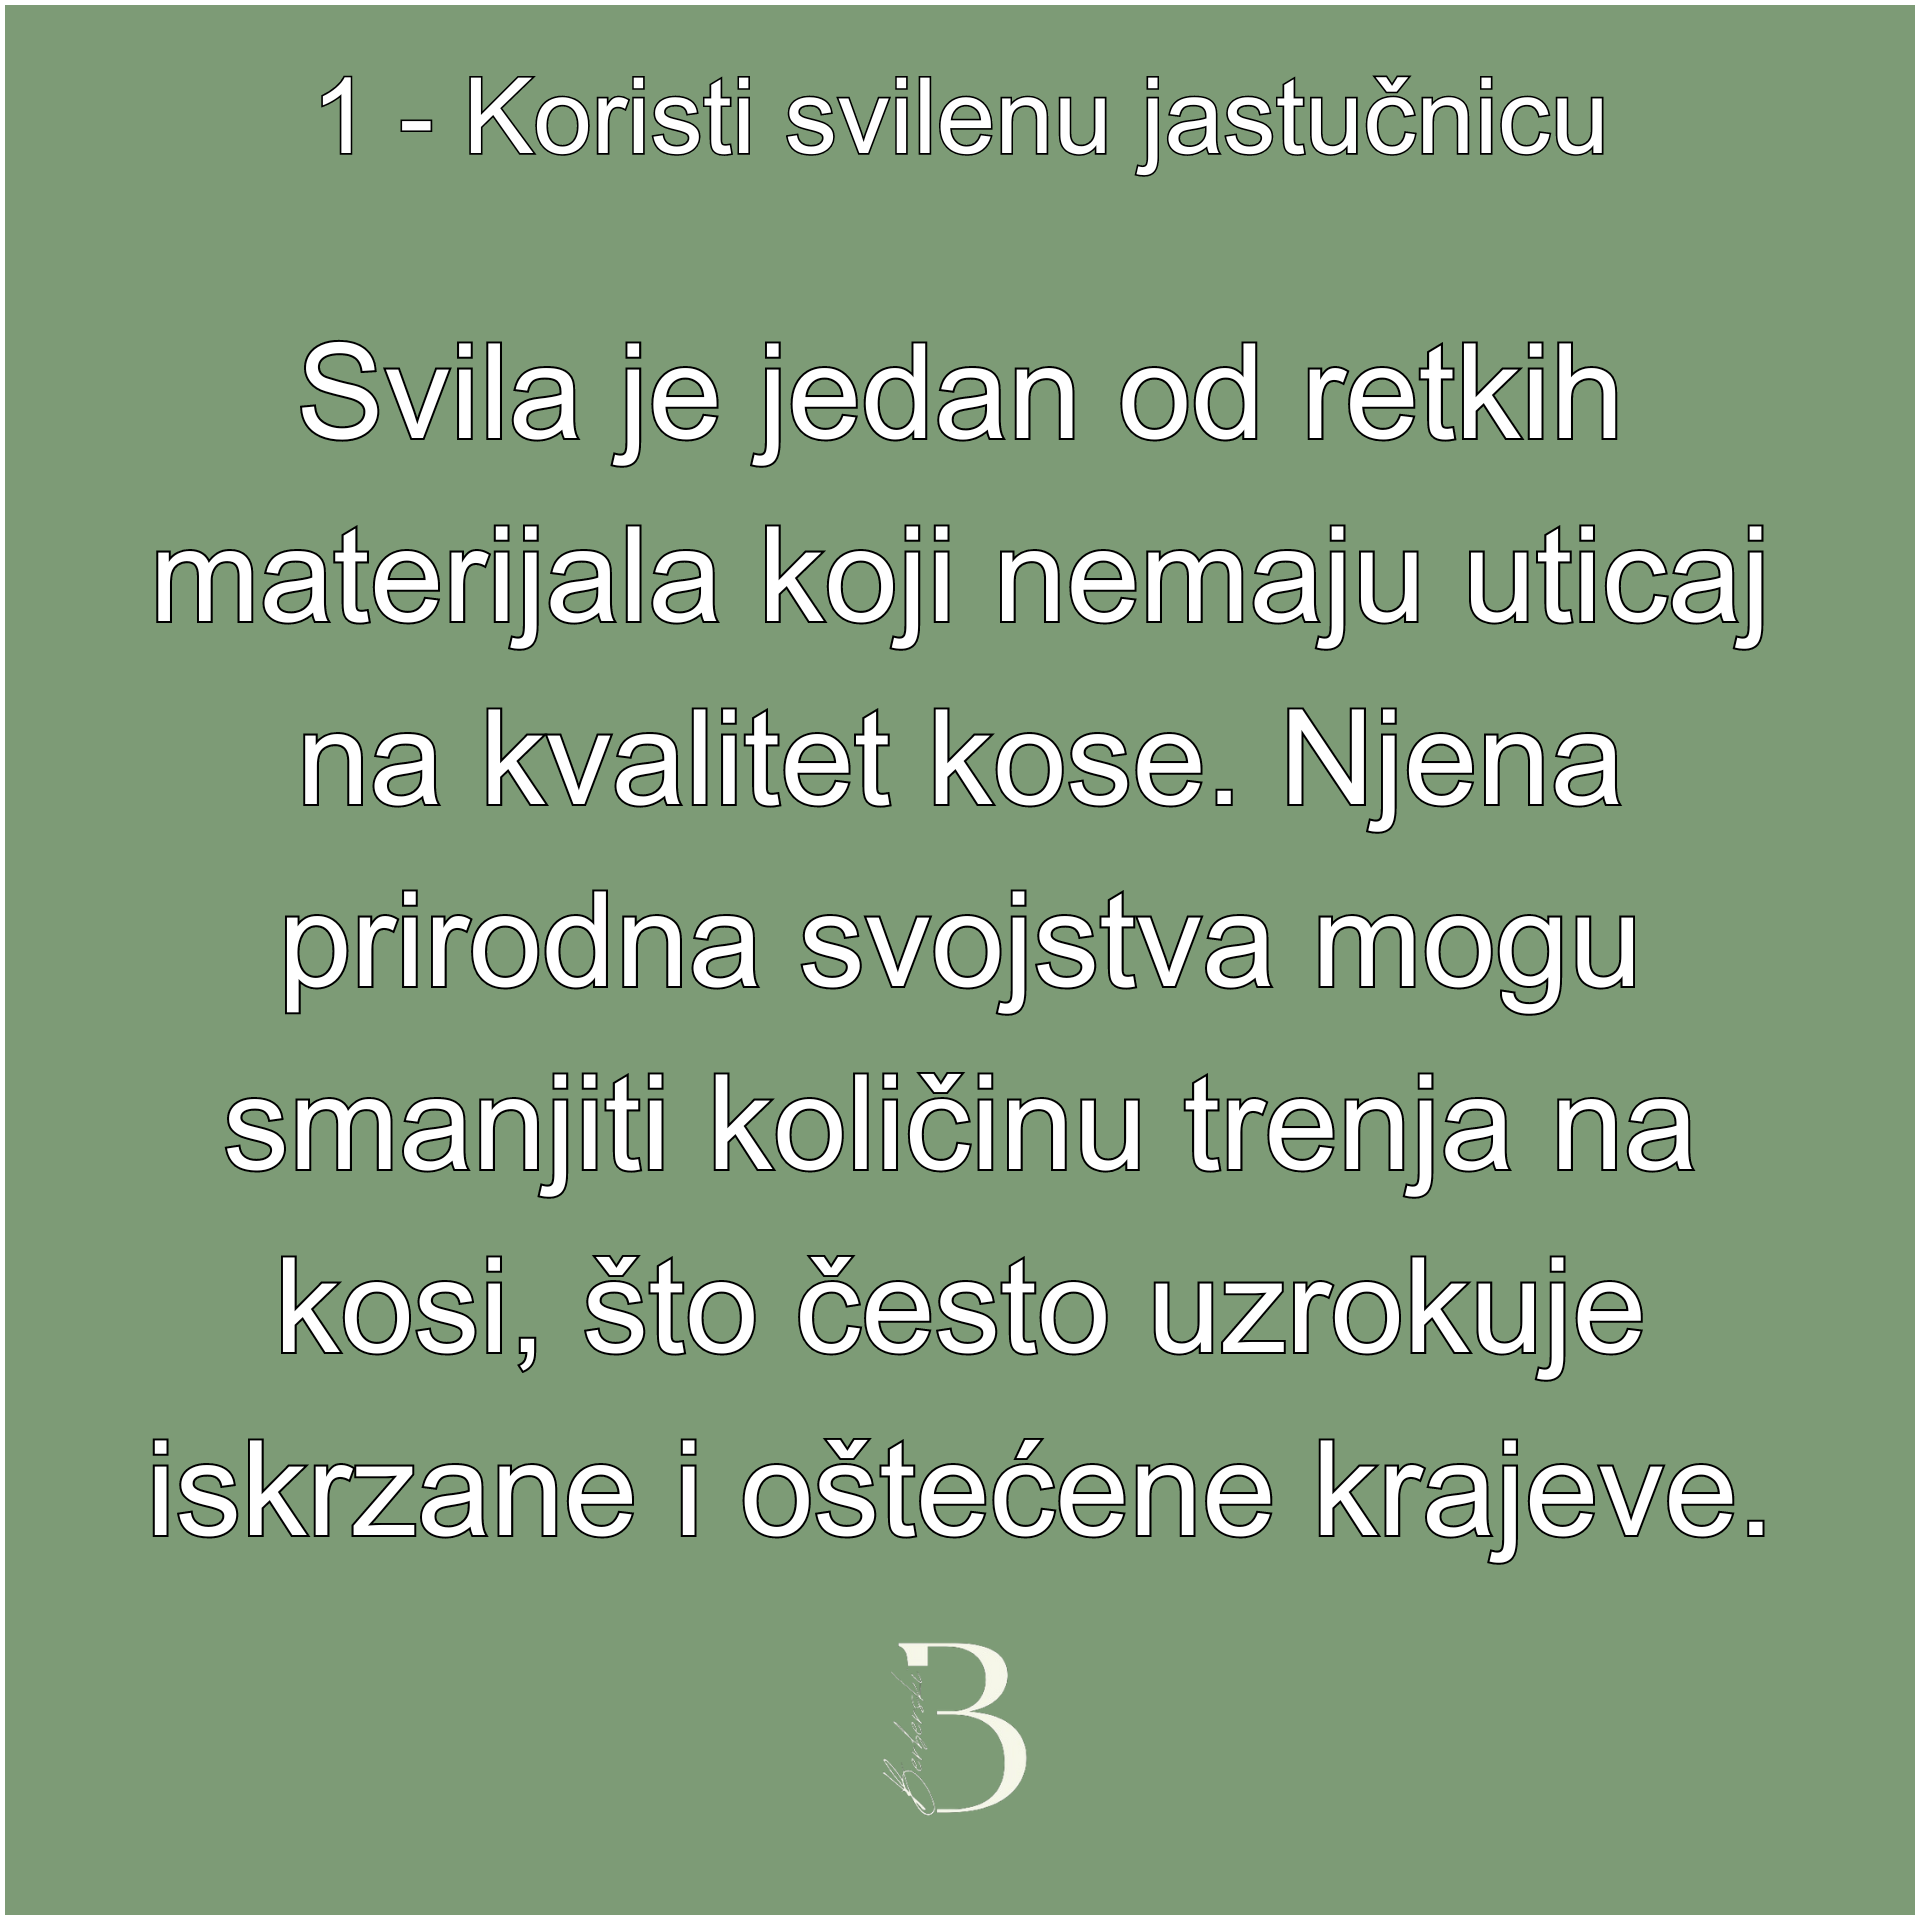 1 - Koristi svilenu jastučnicu
Svila je jedan od retkih
materijala koji nemaju uticaj
na kvalitet kose. Njena
prirodna svojstva mogu
smanjiti količinu trenja na
kosi, što često uzrokuje
iskrzane i oštećene krajeve.
B